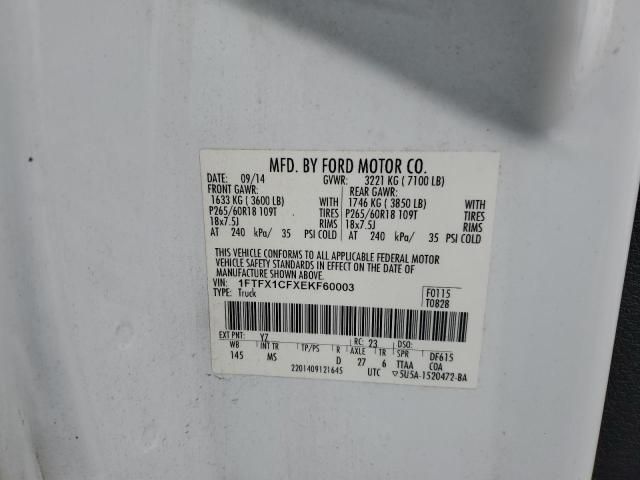 MFD. BY FORD MOTOR CO.
DATE: 09/14 GVWR: 3221 KG ( 7100 LB)
FRONT GAWR: REAR GAWR:
1633 KG ( 3600 LB) WITH 1746 KG ( 3850 LB) WITH
P265/60R18 109T TIRES P265/60R18 109T TIRES
18x7.5J RIMS 18x7.5J RIMS
AT 240 kPa/ 35 PSI COLD AT 240 kPa/ 35 PSI COLD
THIS VEHICLE CONFORMS TO ALL APPLICABLE FEDERAL MOTOR
VEHICLE SAFETY STANDARDS IN EFFECT ON THE DATE OF
MANUFACTURE SHOWN ABOVE.
VIN: 1FTFX1CFXEKF60003 F0115
TYPE: Truck T0828
EXT PNT: YZ RC: 23 DSO:
WB INT TR TP/PS R AXLE TR SPR DF615
145 MS D 27 6 TTAA COA
2201409121645 UTC ▽5U5A-1520472-BA